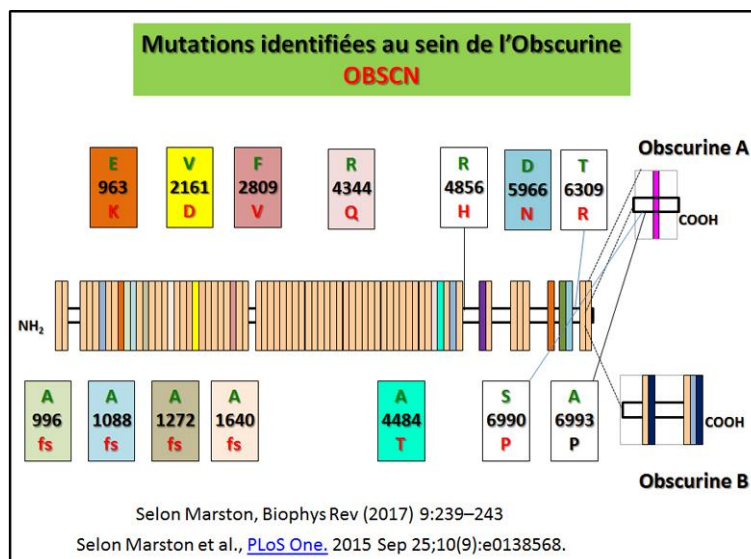 Mutations identifiées au sein de l'Obscurine
OBSCN
E
963
K
V
2161
D
F
2809
V
R
4344
Q
R
4856
H
D
5966
N
T
6309
R
Obscurine A
COOH
NH2
A
996
fs
A
1088
fs
A
1272
fs
A
1640
fs
A
4484
T
S
6990
P
A
6993
P
COOH
Obscurine B
Selon Marston, Biophys Rev (2017) 9:239–243
Selon Marston et al., PLoS One. 2015 Sep 25;10(9):e0138568.